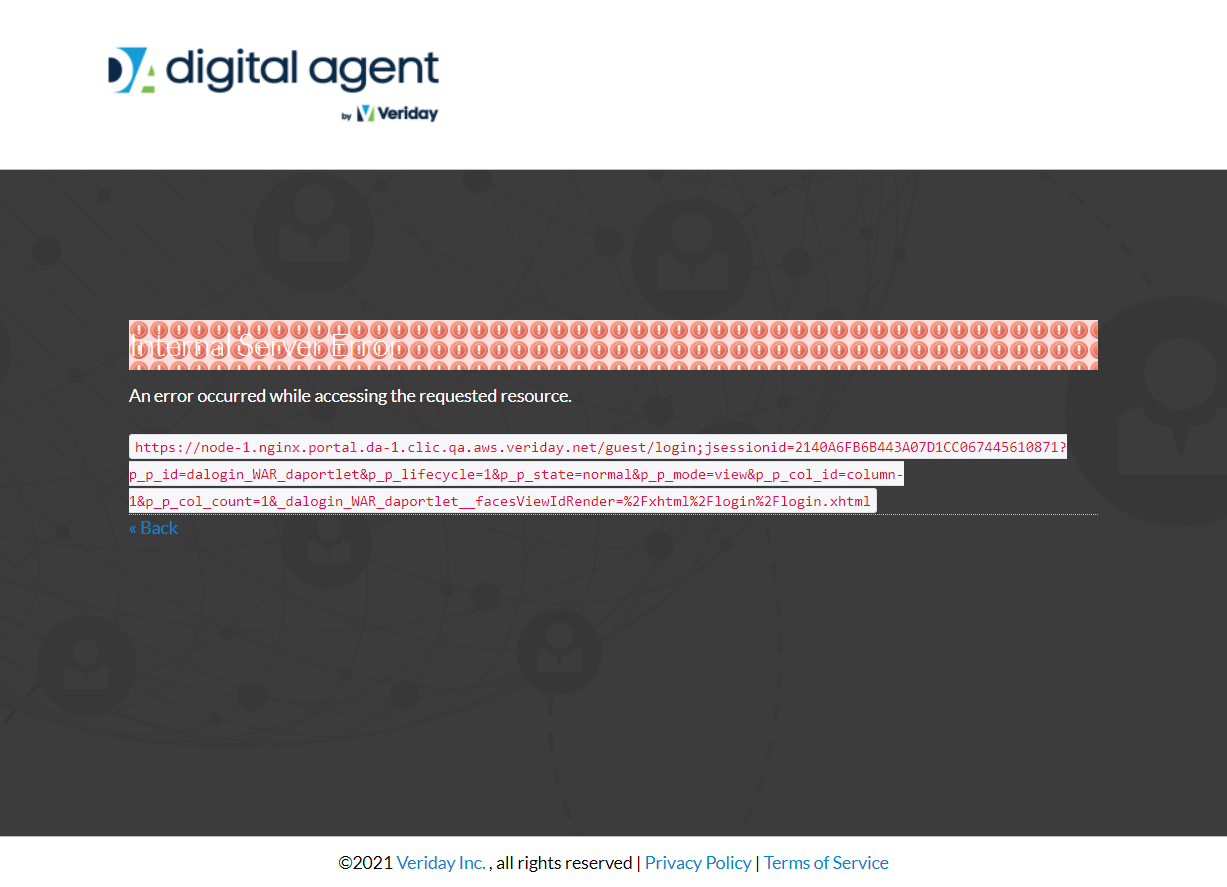 digital agent
by Veriday
Internal Server Error
An error occurred while accessing the requested resource.
https://node-1.nginx.portal.da-1.clic.qa.aws.veriday.net/guest/login;jsessionid=2140A6FB6B443A07D1CC067445610871?
p_p_id=dalogin_WAR_daportlet&p_p_lifecycle=1&p_p_state=normal&p_p_mode=view&p_p_col_id=column-
1&p_p_col_count=1&_dalogin_WAR_daportlet__facesViewIdRender=%2Fxhtml%2Flogin%2Flogin.xhtml
« Back
©2021 Veriday Inc. , all rights reserved | Privacy Policy | Terms of Service